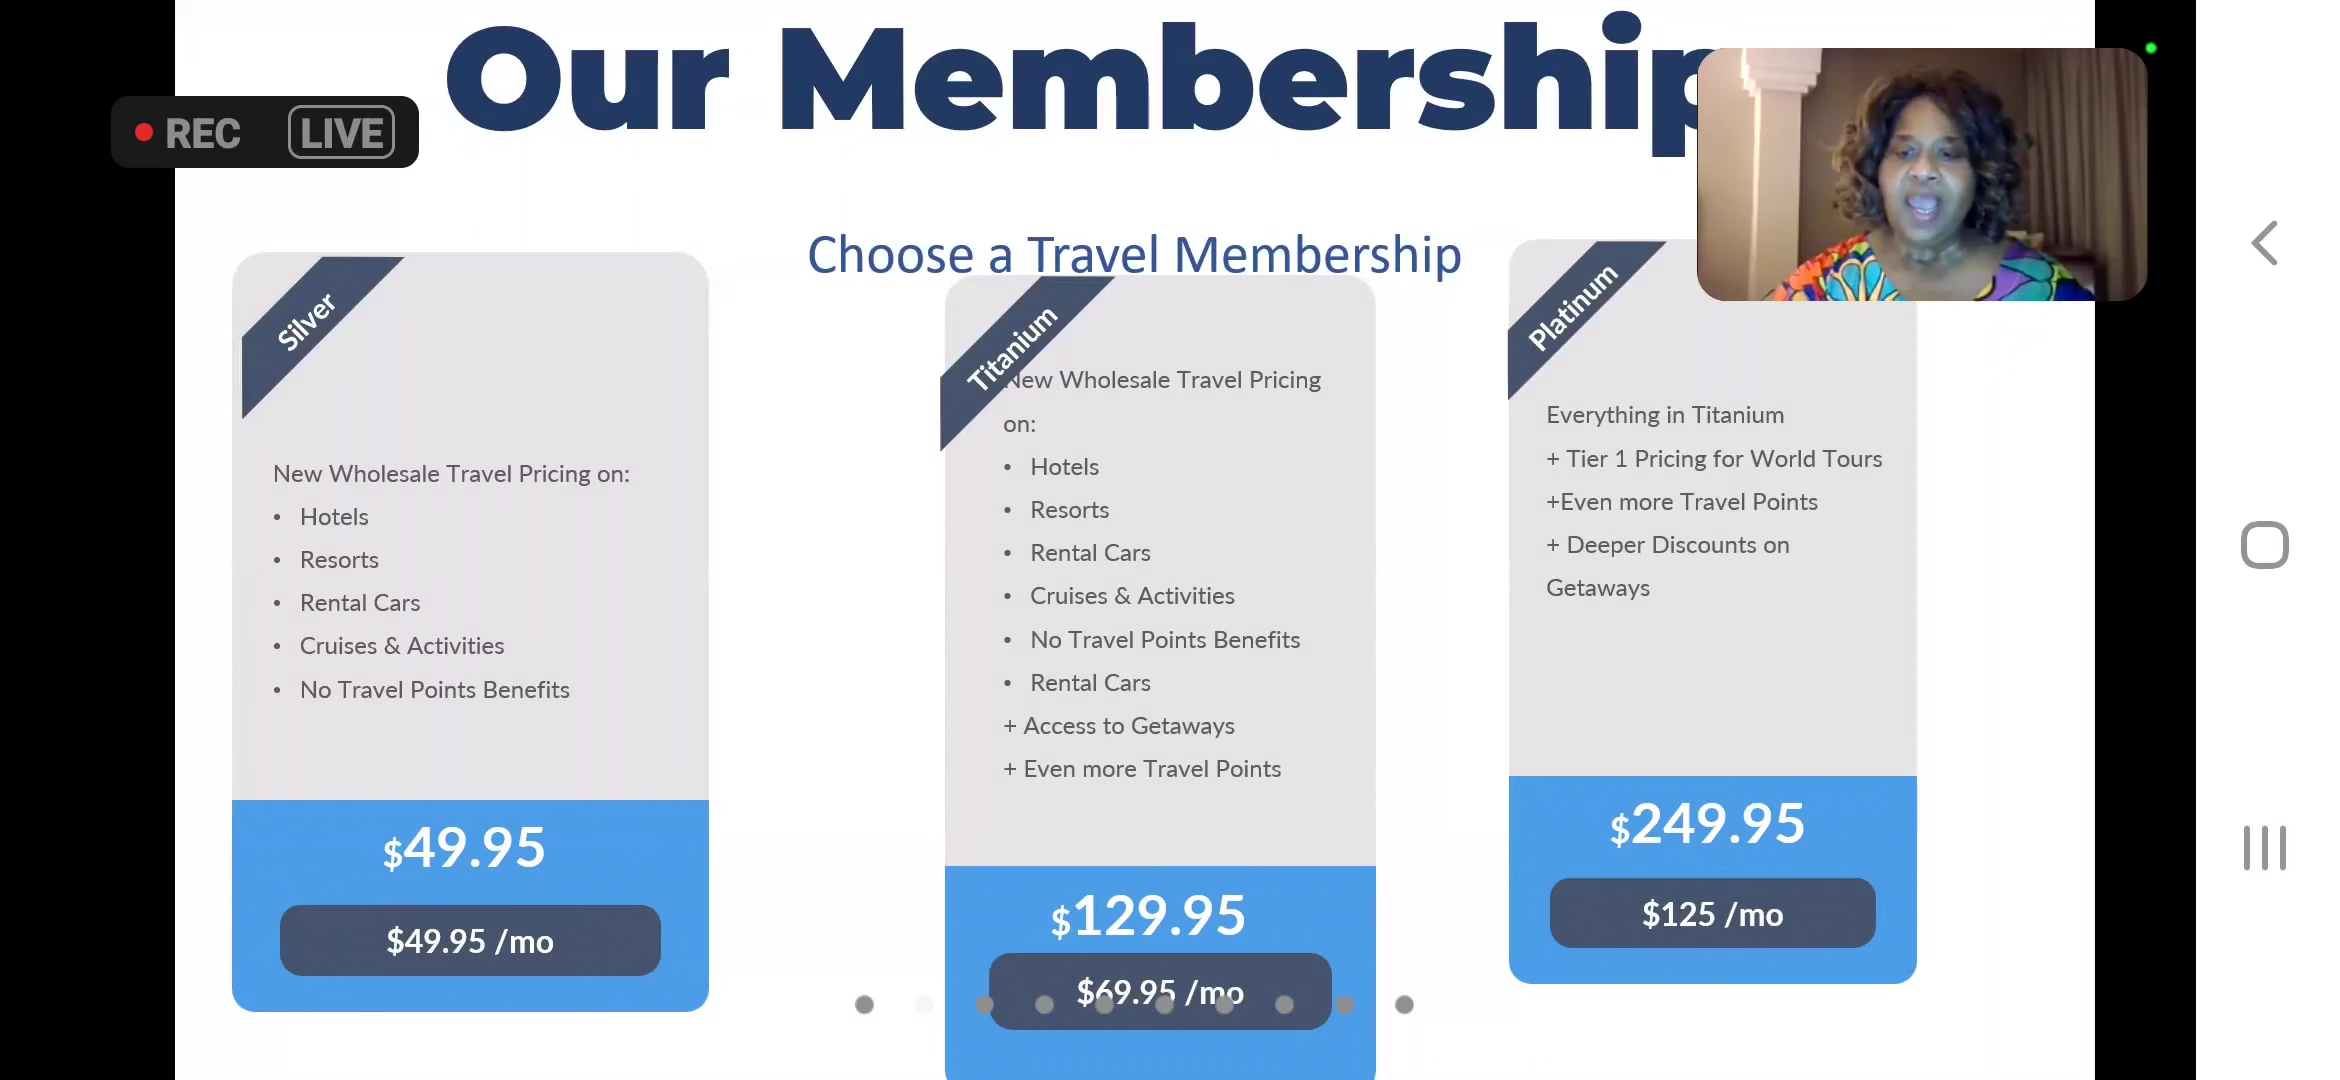 Our Membership
REC LIVE
Choose a Travel Membership
Silver
New Wholesale Travel Pricing on:
• Hotels
• Resorts
• Rental Cars
• Cruises & Activities
• No Travel Points Benefits
$49.95
$49.95 /mo
Titanium
New Wholesale Travel Pricing
on:
• Hotels
• Resorts
• Rental Cars
• Cruises & Activities
• No Travel Points Benefits
• Rental Cars
+ Access to Getaways
+ Even more Travel Points
$129.95
$69.95 /mo
Platinum
Everything in Titanium
+ Tier 1 Pricing for World Tours
+Even more Travel Points
+ Deeper Discounts on
Getaways
$249.95
$125 /mo